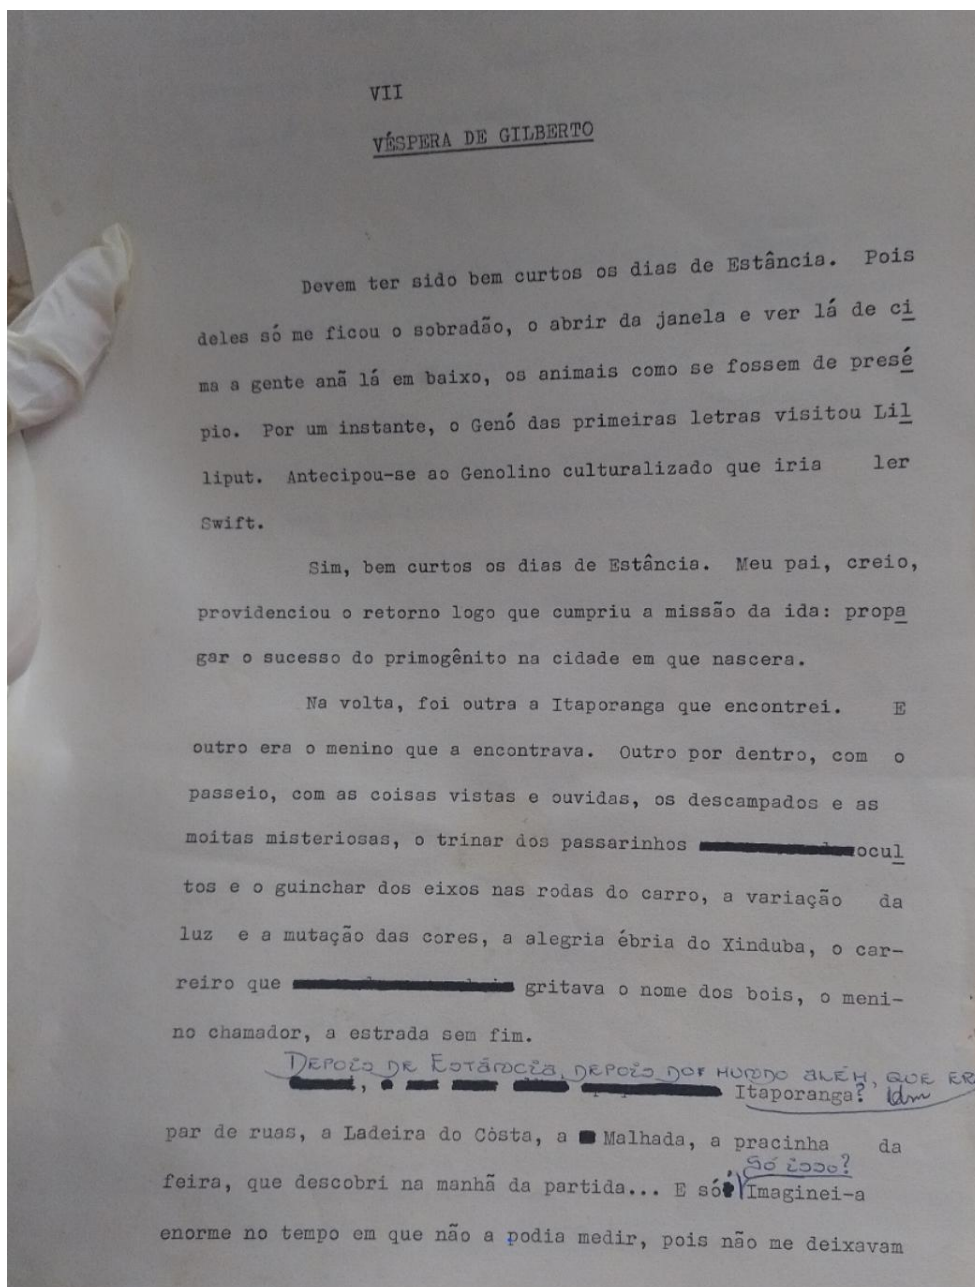 VII
VÉSPERA DE GILBERTO
Devem ter sido bem curtos os dias de Estância. Pois
deles só me ficou o sobradão, o abrir da janela e ver lá de ci
ma a gente anã lá em baixo, os animais como se fossem de presé
pio. Por um instante, o Genó das primeiras letras visitou Lil
liput. Antecipou-se ao Genolino culturalizado que iria ler
Swift.
Sim, bem curtos os dias de Estância. Meu pai, creio,
providenciou o retorno logo que cumpriu a missão da ida: propa
gar o sucesso do primogênito na cidade em que nascera.
Na volta, foi outra a Itaporanga que encontrei. E
outro era o menino que a encontrava. Outro por dentro, com o
passeio, com as coisas vistas e ouvidas, os descampados e as
moitas misteriosas, o trinar dos passarinhos ocul
tos e o guinchar dos eixos nas rodas do carro, a variação da
luz e a mutação das cores, a alegria ébria do Xinduba, o car-
reiro que gritava o nome dos bois, o meni-
no chamador, a estrada sem fim.
DEPOIS DE ESTÂNCIA, DEPOIS DOF MUNDO ALÉM, QUE ER
Itaporanga? Um
par de ruas, a Ladeira do Còsta, a Malhada, a pracinha da
Só isso?
feira, que descobri na manhã da partida... E só Imaginei-a
enorme no tempo em que não a podia medir, pois não me deixavam